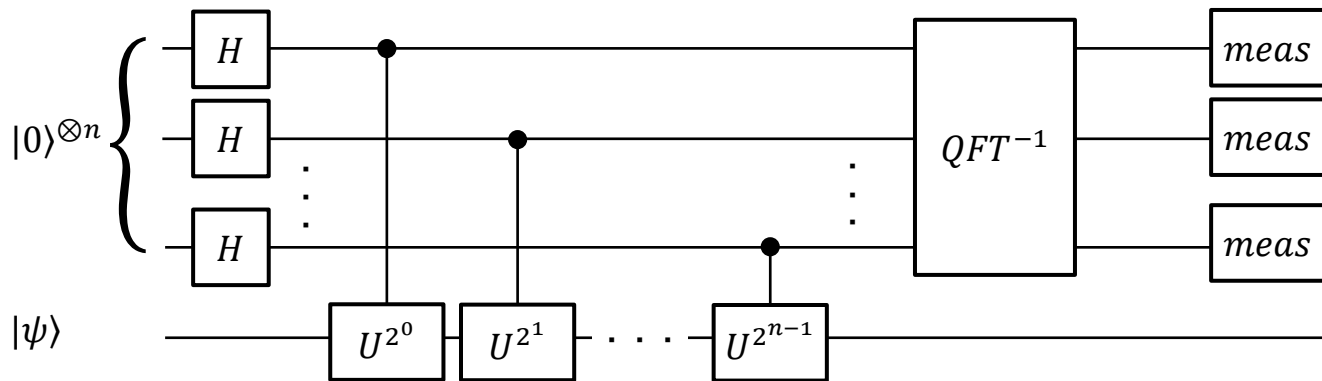 H meas
|0⟩^{⊗n} H QFT^{-1} meas
H meas
|ψ⟩ U^{2^0} U^{2^1} · · · · U^{2^{n-1}}